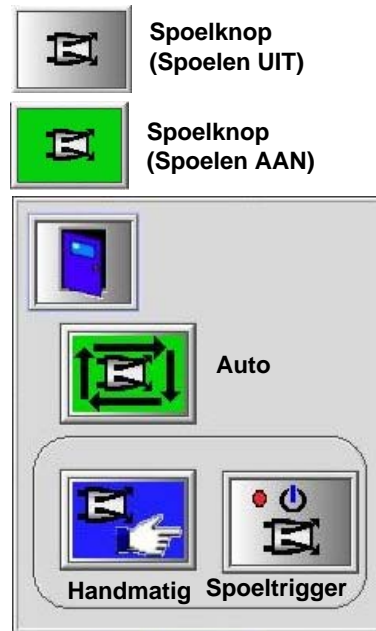 Spoelknop
(Spoelen UIT)
Spoelknop
(Spoelen AAN)
Auto
Handmatig Spoeltrigger